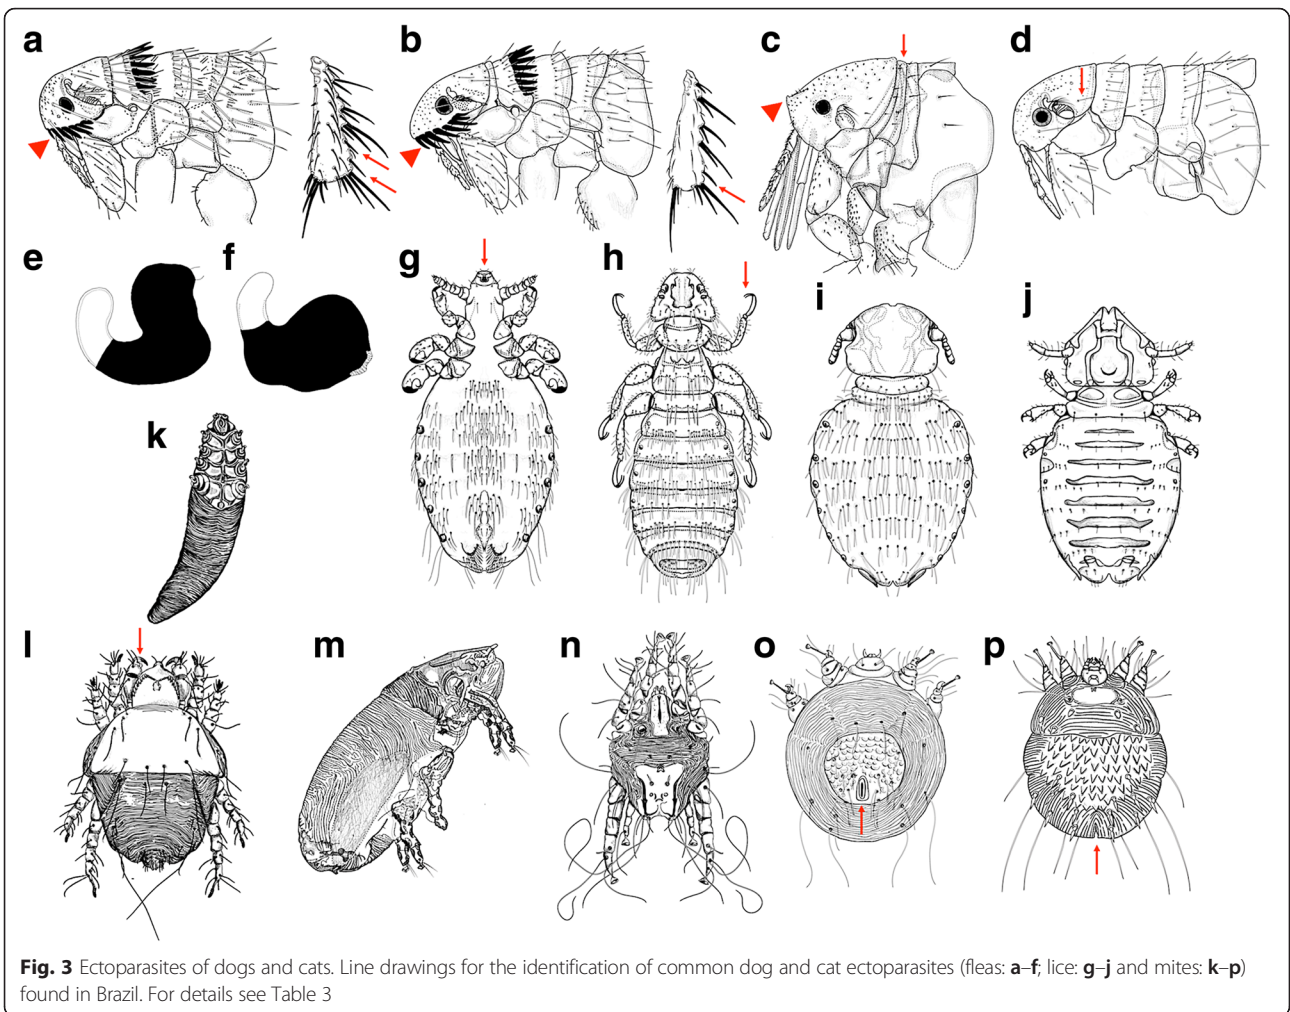 a
b
c
d
e
f
g
h
i
j
k
l
m
n
o
p
Fig. 3 Ectoparasites of dogs and cats. Line drawings for the identification of common dog and cat ectoparasites (fleas: a–f; lice: g–j and mites: k–p)
found in Brazil. For details see Table 3